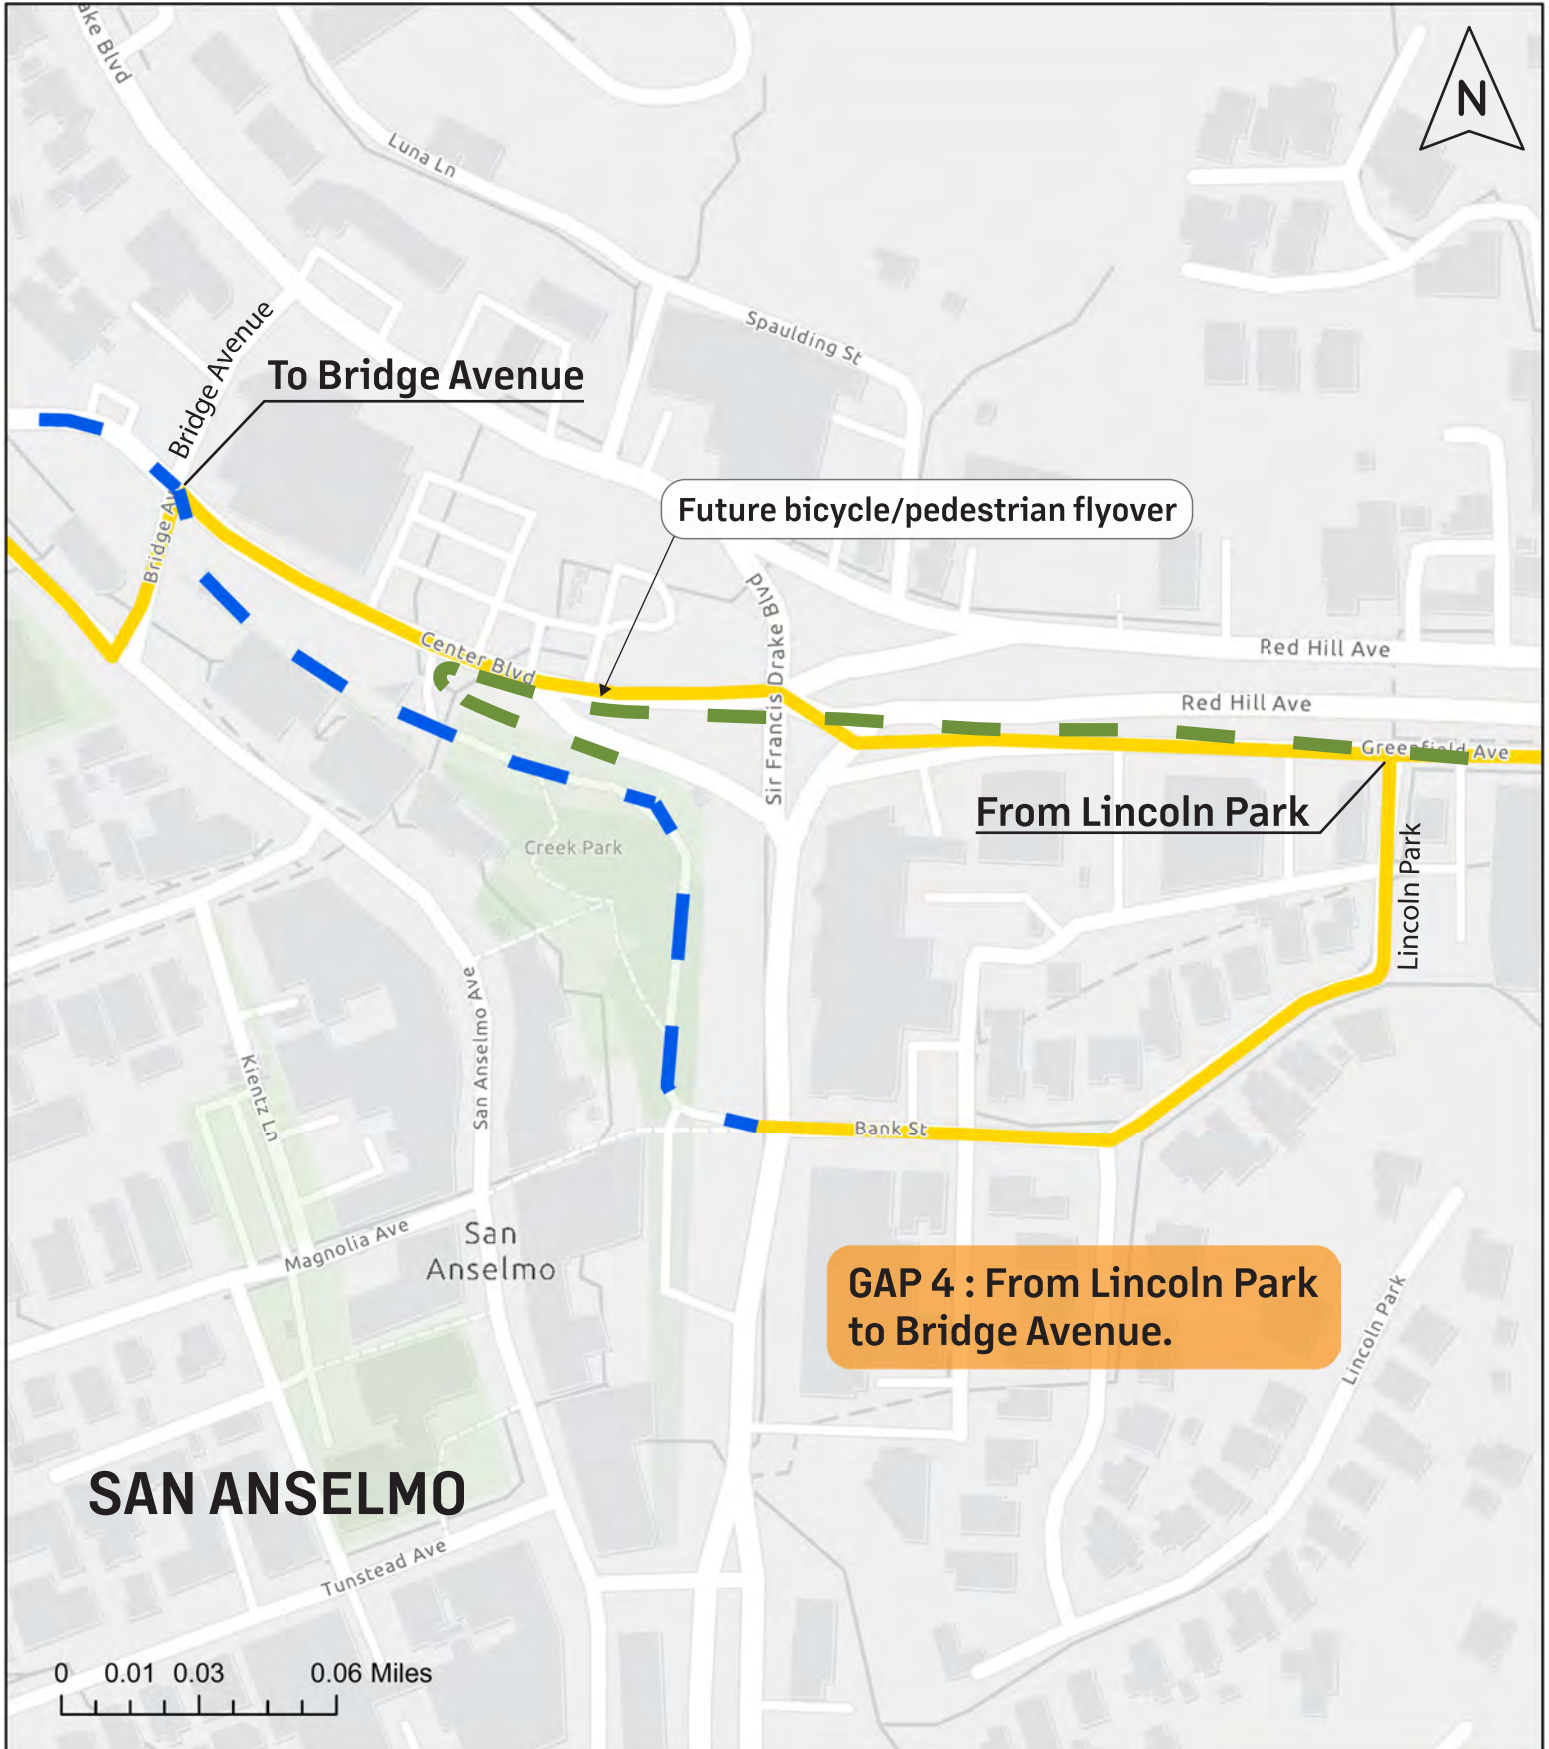 ake Blvd
N
Luna Ln
Spaulding St
Bridge Avenue
To Bridge Avenue
Future bicycle/pedestrian flyover
Bridge Av
Sir Francis Drake Blvd
Center Blvd
Red Hill Ave
Red Hill Ave
Greenfield Ave
From Lincoln Park
Lincoln Park
Creek Park
San Anselmo Ave
Kientz Ln
Bank St
Magnolia Ave
San
Anselmo
GAP 4 : From Lincoln Park
to Bridge Avenue.
Lincoln Park
SAN ANSELMO
Tunstead Ave
0 0.01 0.03 0.06 Miles